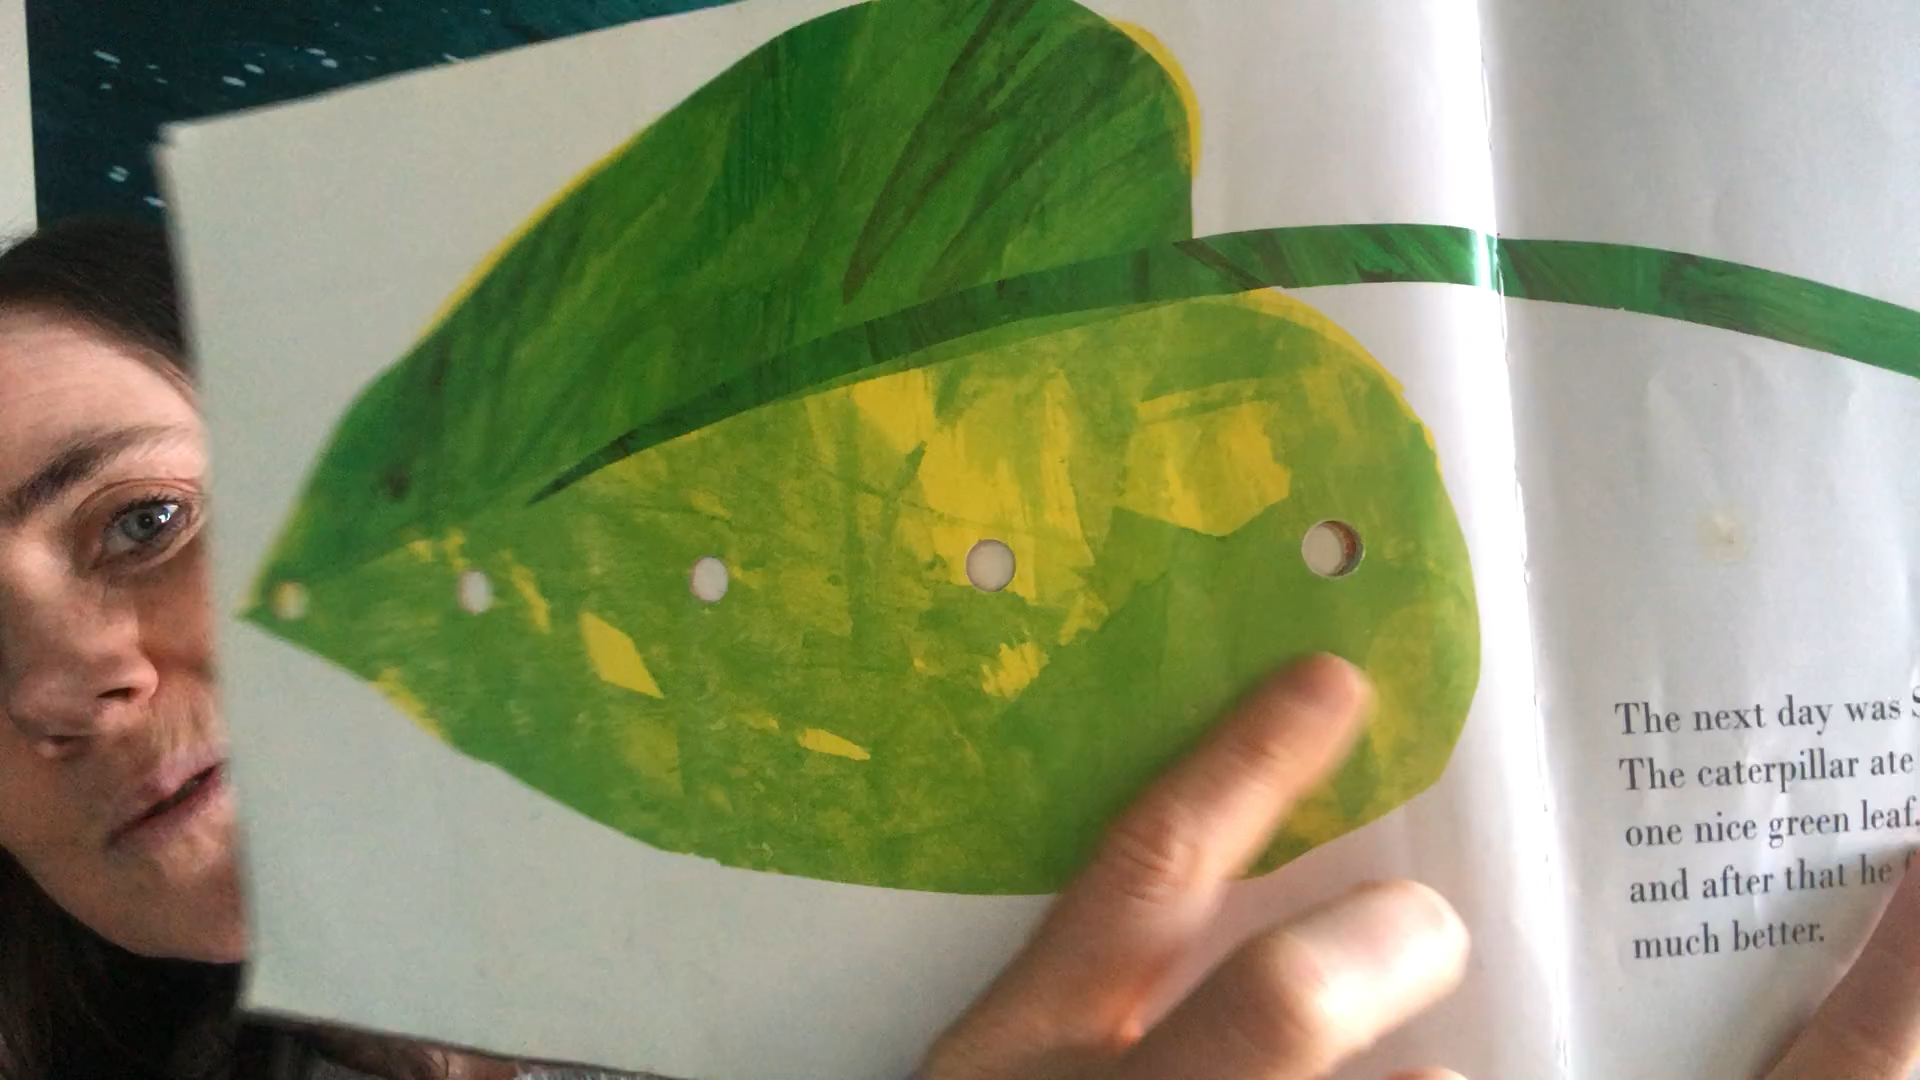 The next day was S
The caterpillar ate
one nice green leaf.
and after that he f
much better.